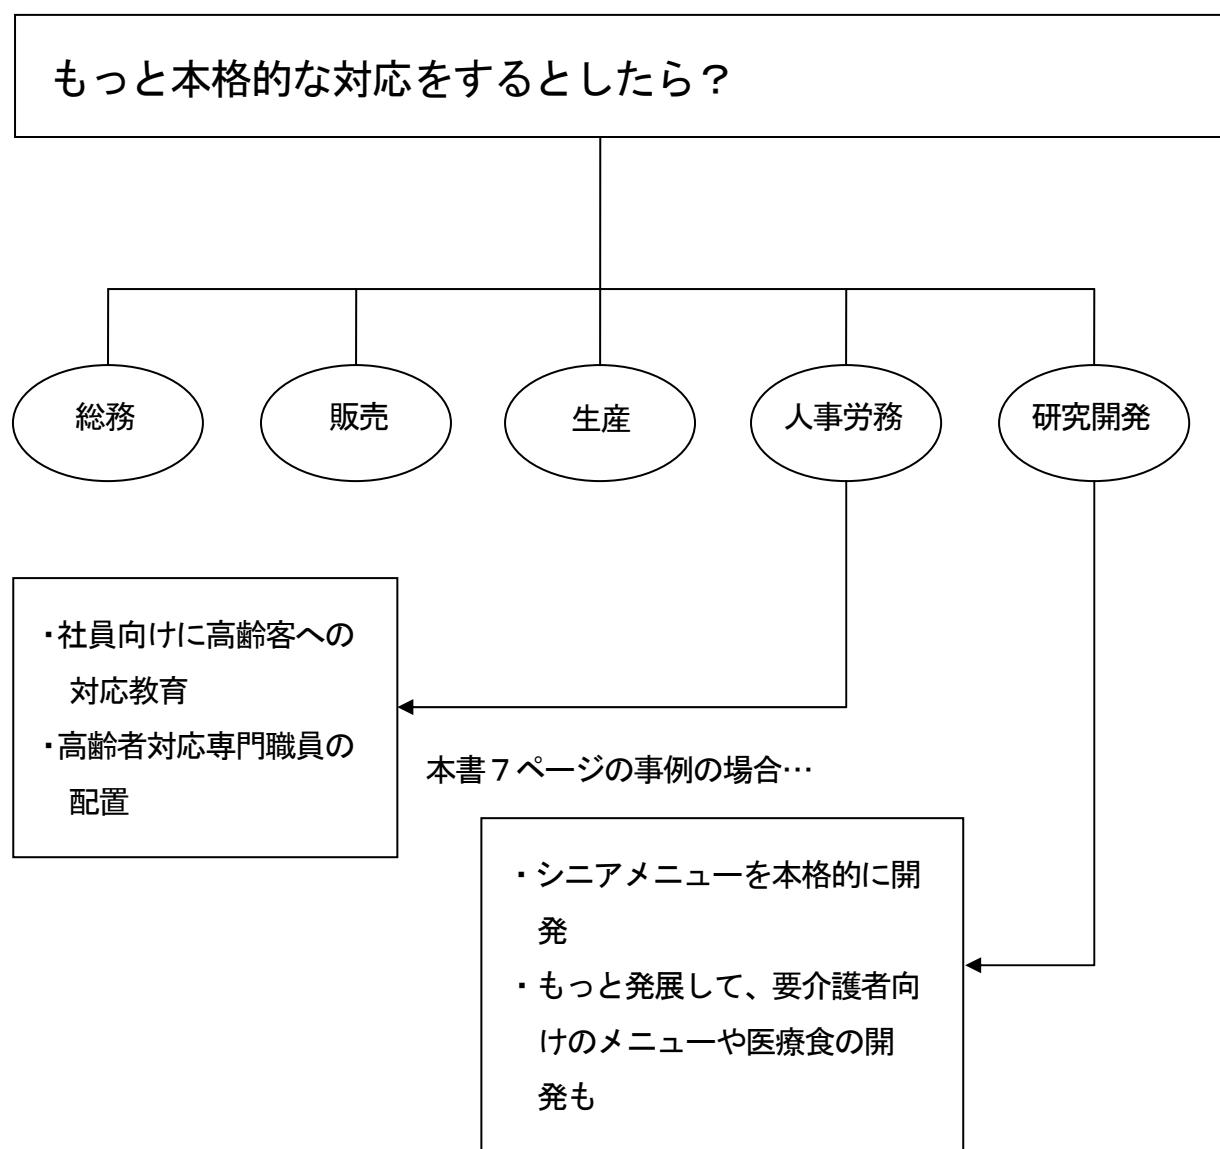 もっと本格的な対応をするとしたら？
総務
販売
生産
人事労務
研究開発
・社員向けに高齢客への
対応教育
・高齢者対応専門職員の
配置
本書７ページの事例の場合…
・シニアメニューを本格的に開
発
・もっと発展して、要介護者向
けのメニューや医療食の開
発も